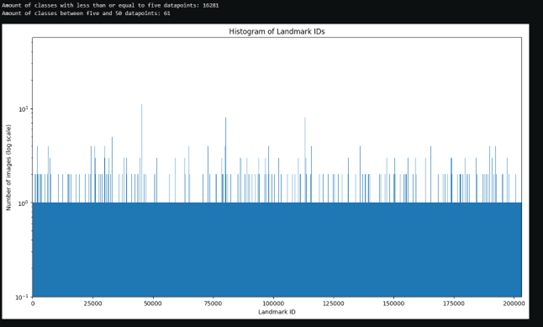 Amount of classes with less than or equal to five datapoints: 16281
Amount of classes between five and 50 datapoints: 61
Histogram of Landmark IDs
Number of images (log scale)
10¹
10⁰
10⁻¹
0 25000 50000 75000 100000 125000 150000 175000 200000
Landmark ID